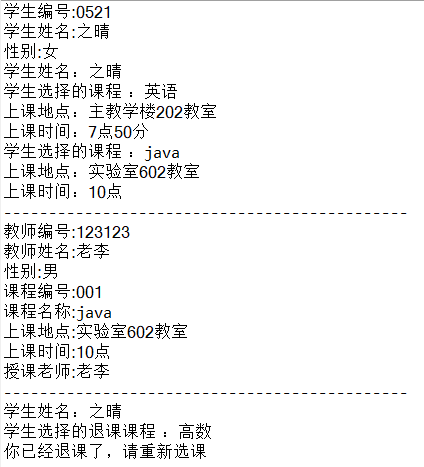 学生编号:0521
学生姓名:之晴
性别:女
学生姓名：之晴
学生选择的课程 ：英语
上课地点：主教学楼202教室
上课时间：7点50分
学生选择的课程 ：java
上课地点：实验室602教室
上课时间：10点
---------------------------------------------
教师编号:123123
教师姓名:老李
性别:男
课程编号:001
课程名称:java
上课地点:实验室602教室
上课时间:10点
授课老师:老李
---------------------------------------------
学生姓名：之晴
学生选择的退课课程 ：高数
你已经退课了，请重新选课